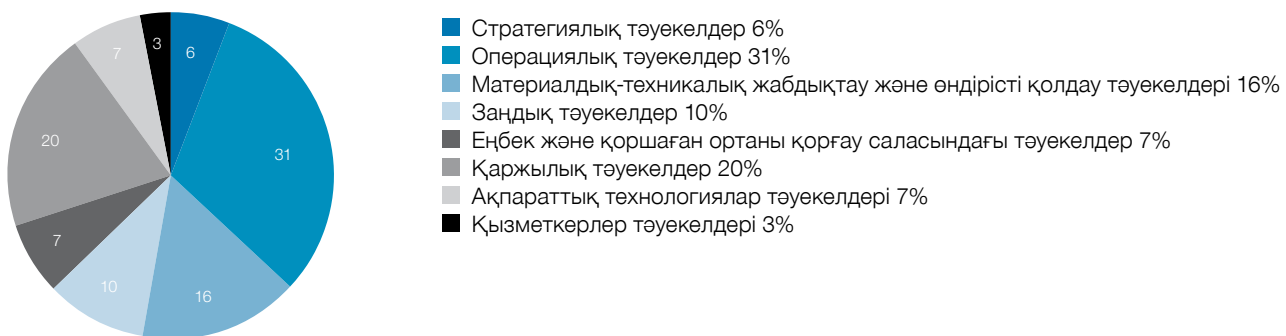 3
6
7
20
31
7
10
16
Стратегиялық тәуекелдер 6%
Операциялық тәуекелдер 31%
Материалдық-техникалық жабдықтау және өндірісті қолдау тәуекелдері 16%
Заңдық тәуекелдер 10%
Еңбек және қоршаған ортаны қорғау саласындағы тәуекелдер 7%
Қаржылық тәуекелдер 20%
Ақпараттық технологиялар тәуекелдері 7%
Қызметкерлер тәуекелдері 3%